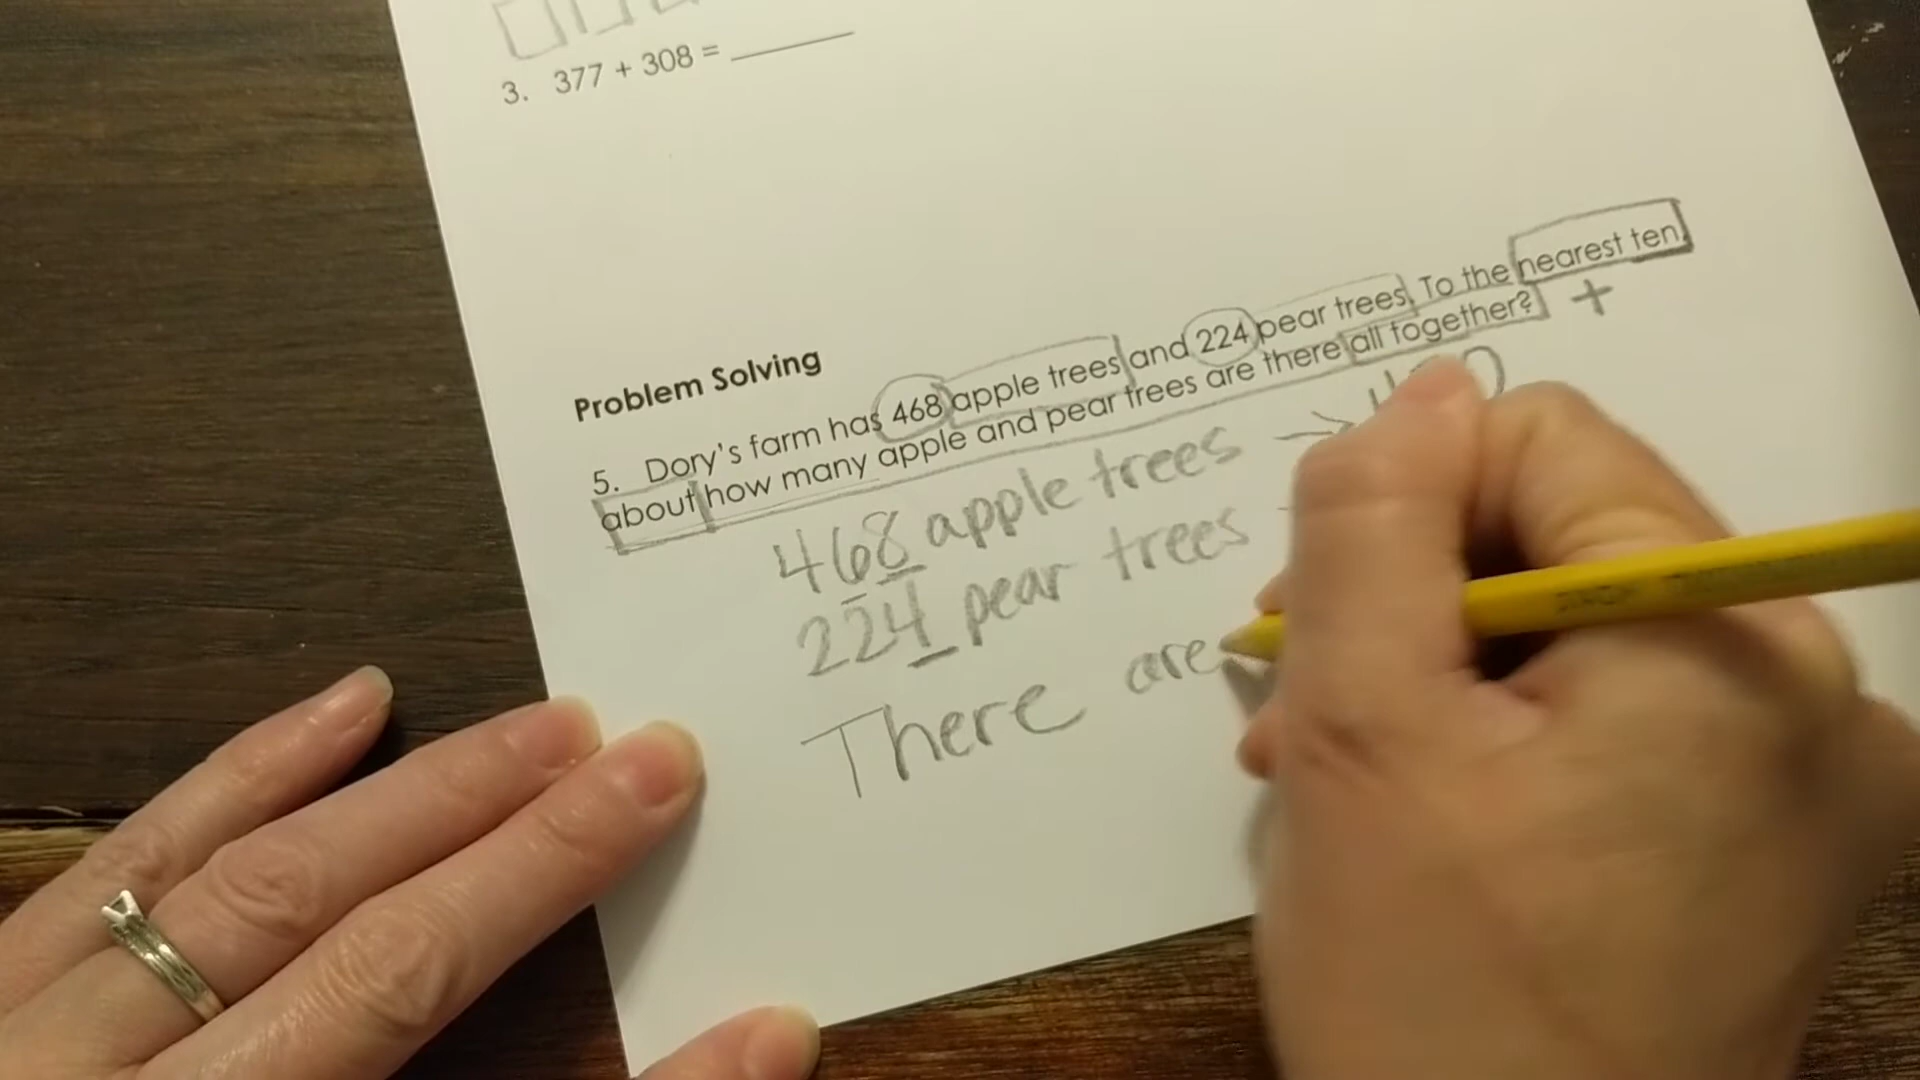 3. 377 + 308 = ______
Problem Solving
5. Dory's farm has 468 apple trees and 224 pear trees. To the nearest ten,
about how many apple and pear trees are there all together? +
468 apple trees →
224 pear trees
There are